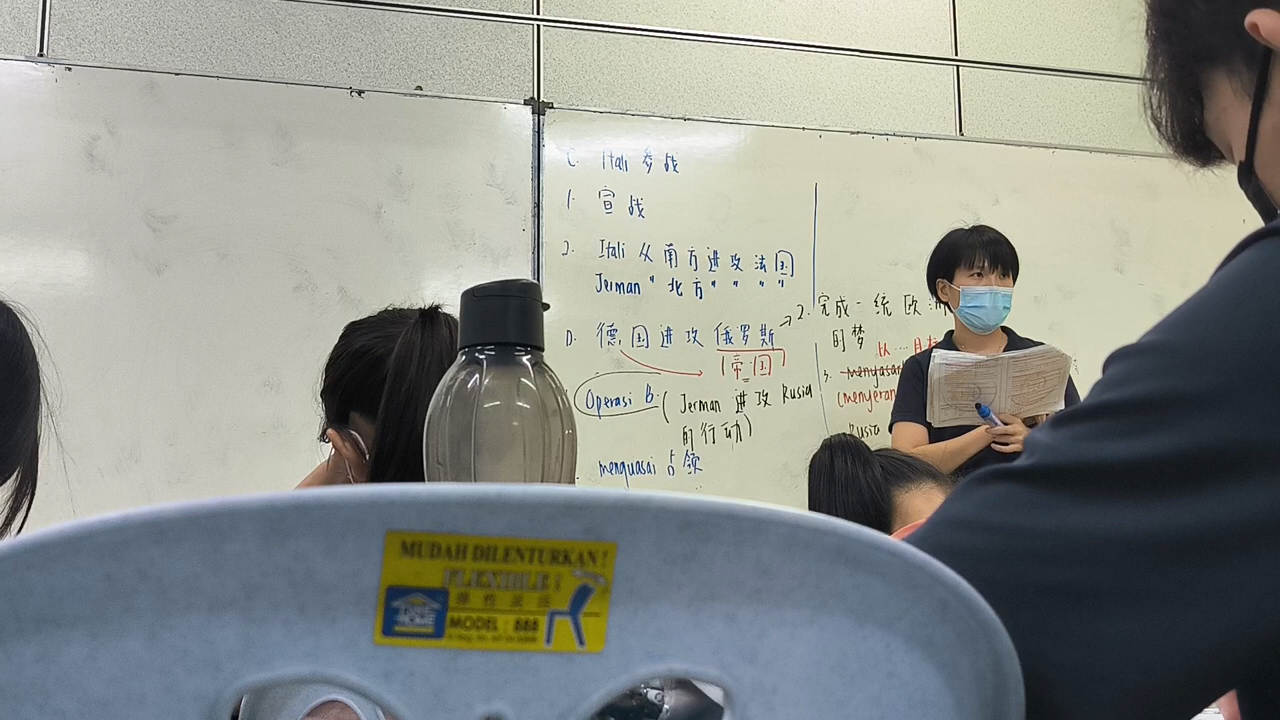 C. Itali 参战
1. 宣战
2. Itali 从南方进攻法国
Jerman " 北方 " " " "
D. 德国进攻俄罗斯
(帝国)
Operasi B: (Jerman 进攻 Rusia
的行动)
menguasai 占领
→ 2. 完成一统欧洲
的梦
从...
Rusia
MUDAH DILENTURKAN!
FLEXIBLE!
MODEL : 888